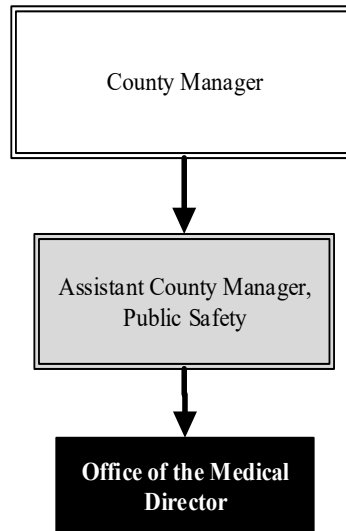 County Manager
Assistant County Manager,
Public Safety
Office of the Medical
Director